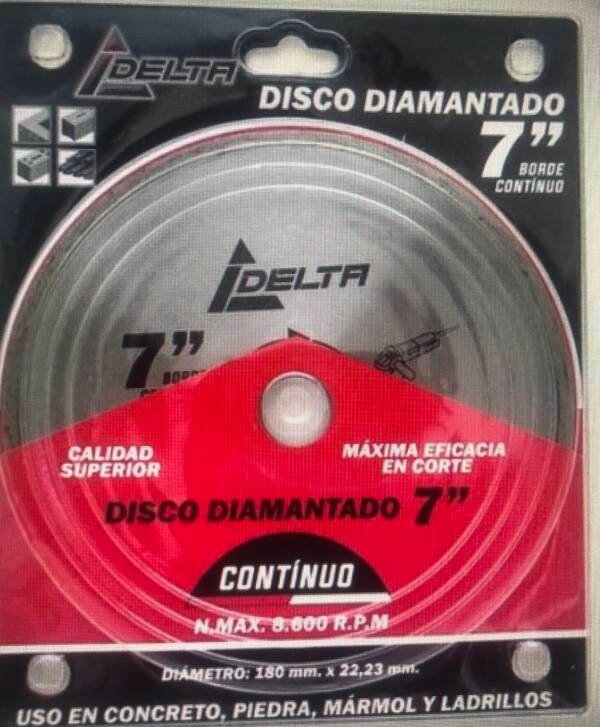 DELTA
DISCO DIAMANTADO
7”
BORDE
CONTÍNUO
DELTA
7”
CALIDAD
SUPERIOR
MÁXIMA EFICACIA
EN CORTE
DISCO DIAMANTADO 7”
CONTÍNUO
N.MAX. 8.600 R.P.M
DIÁMETRO: 180 mm. x 22,23 mm.
USO EN CONCRETO, PIEDRA, MÁRMOL Y LADRILLOS